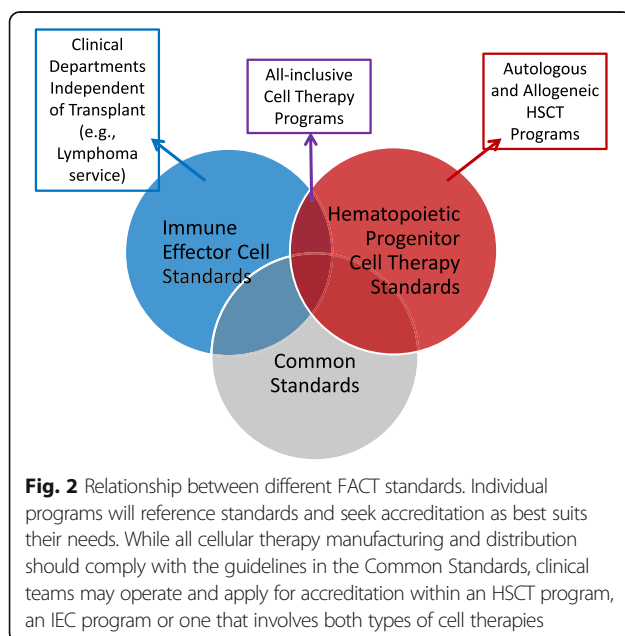 Clinical
Departments
Independent
of Transplant
(e.g.,
Lymphoma
service)
All-inclusive
Cell Therapy
Programs
Autologous
and Allogeneic
HSCT
Programs
Immune
Effector Cell
Standards
Hematopoietic
Progenitor
Cell Therapy
Standards
Common
Standards
Fig. 2 Relationship between different FACT standards. Individual
programs will reference standards and seek accreditation as best suits
their needs. While all cellular therapy manufacturing and distribution
should comply with the guidelines in the Common Standards, clinical
teams may operate and apply for accreditation within an HSCT program,
an IEC program or one that involves both types of cell therapies